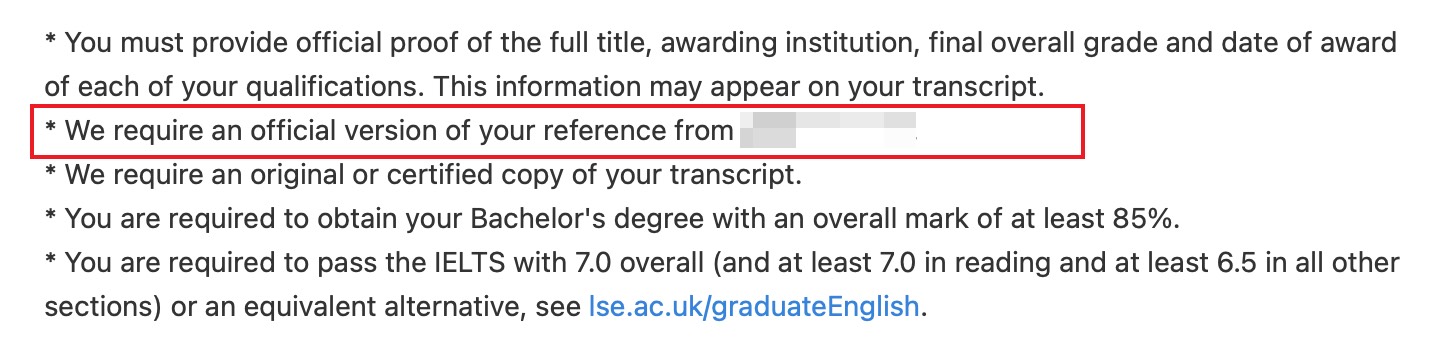 * You must provide official proof of the full title, awarding institution, final overall grade and date of award
of each of your qualifications. This information may appear on your transcript.
* We require an official version of your reference from
* We require an original or certified copy of your transcript.
* You are required to obtain your Bachelor's degree with an overall mark of at least 85%.
* You are required to pass the IELTS with 7.0 overall (and at least 7.0 in reading and at least 6.5 in all other
sections) or an equivalent alternative, see lse.ac.uk/graduateEnglish.